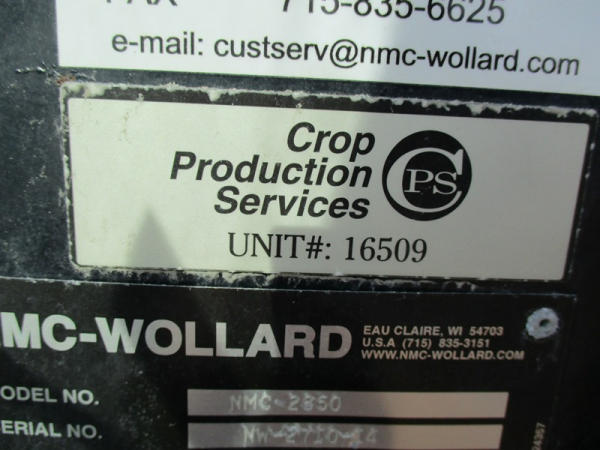 715-835-6625
e-mail: custserv@nmc-wollard.com
Crop
Production
Services
CPS
UNIT#: 16509
MC-WOLLARD
EAU CLAIRE, WI 54703
U.S.A (715) 835-3151
WWW.NMC-WOLLARD.COM
ODEL NO.
NMC-2850
ERIAL NO.